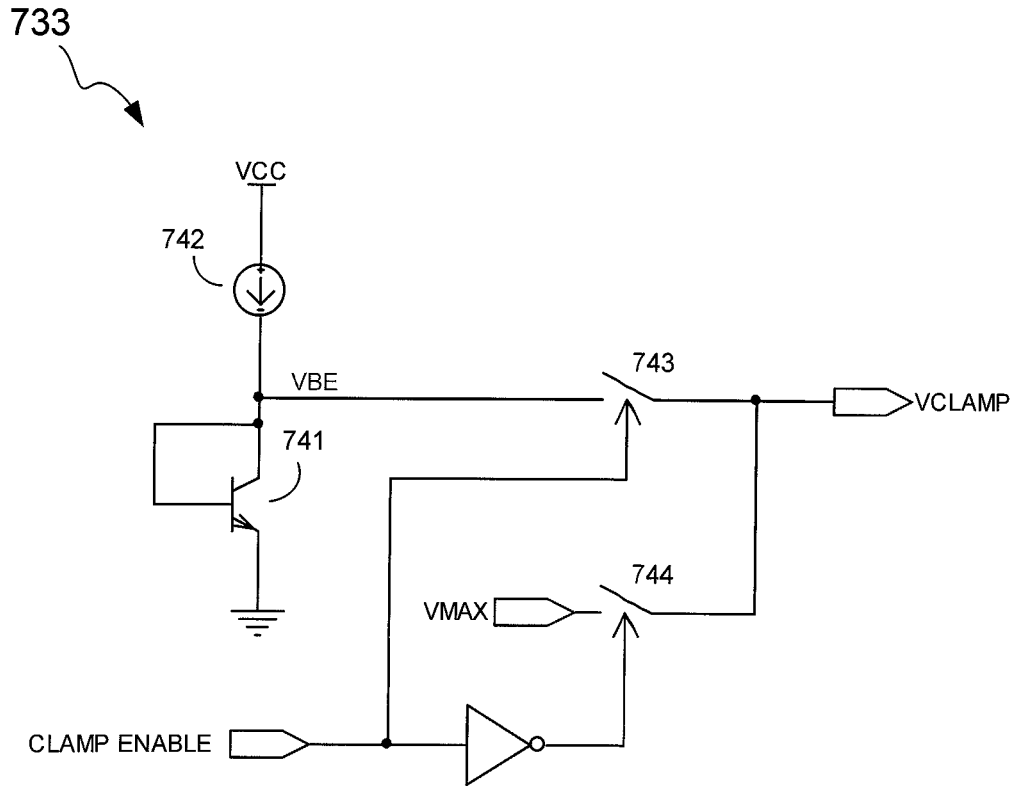 733
VCC
742
VBE
743
VCLAMP
741
744
VMAX
CLAMP ENABLE